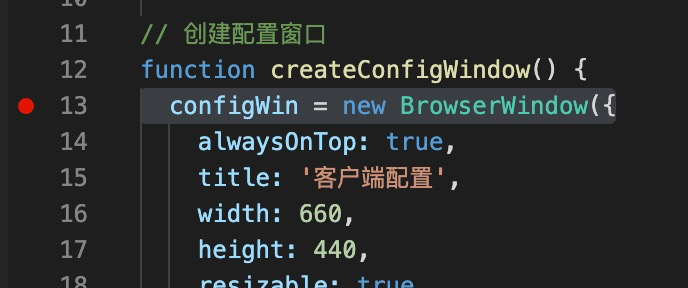 11 // 创建配置窗口
12 function createConfigWindow() {
13 configWin = new BrowserWindow({
14 alwaysOnTop: true,
15 title: '客户端配置',
16 width: 660,
17 height: 440,
18 resizable: true